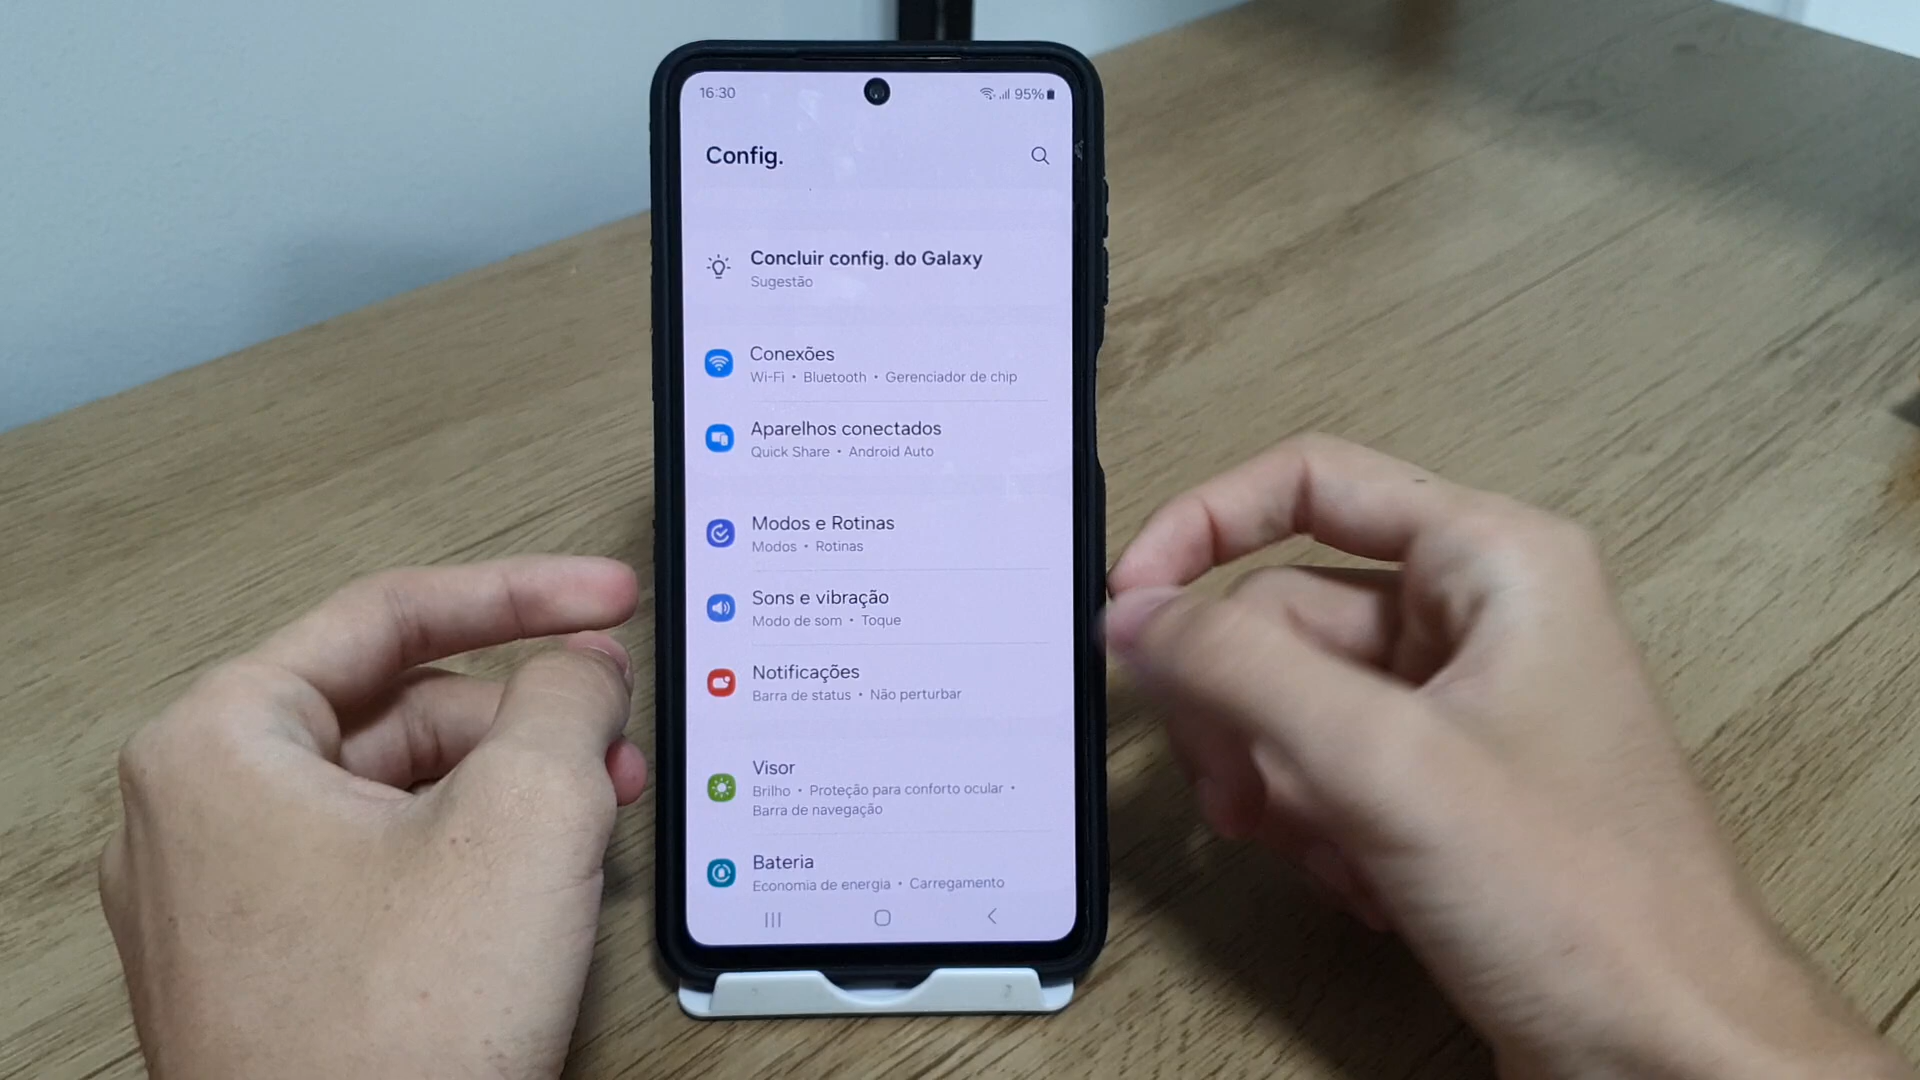 16:30
95%
Config.
Concluir config. do Galaxy
Sugestão
Conexões
Wi-Fi • Bluetooth • Gerenciador de chip
Aparelhos conectados
Quick Share • Android Auto
Modos e Rotinas
Modos • Rotinas
Sons e vibração
Modo de som • Toque
Notificações
Barra de status • Não perturbar
Visor
Brilho • Proteção para conforto ocular •
Barra de navegação
Bateria
Economia de energia • Carregamento